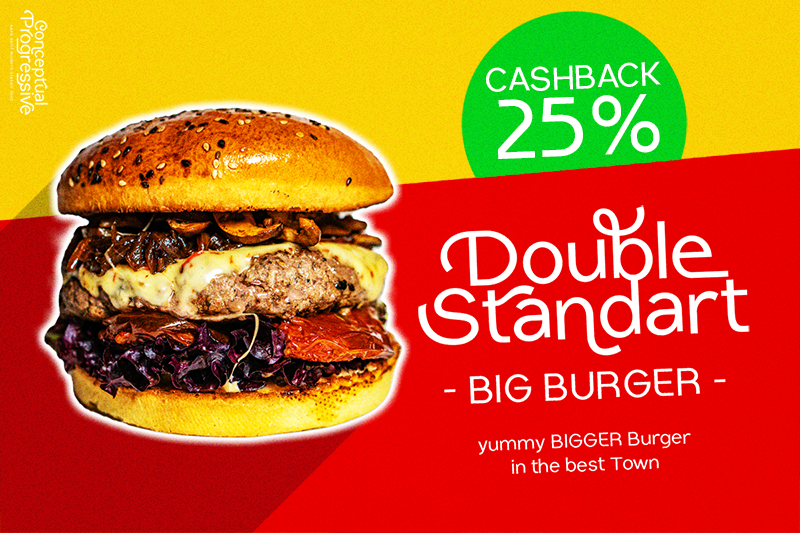 Conceptual
Progressive
CASHBACK
25%
Double
Standart
- BIG BURGER -
yummy BIGGER Burger
in the best Town